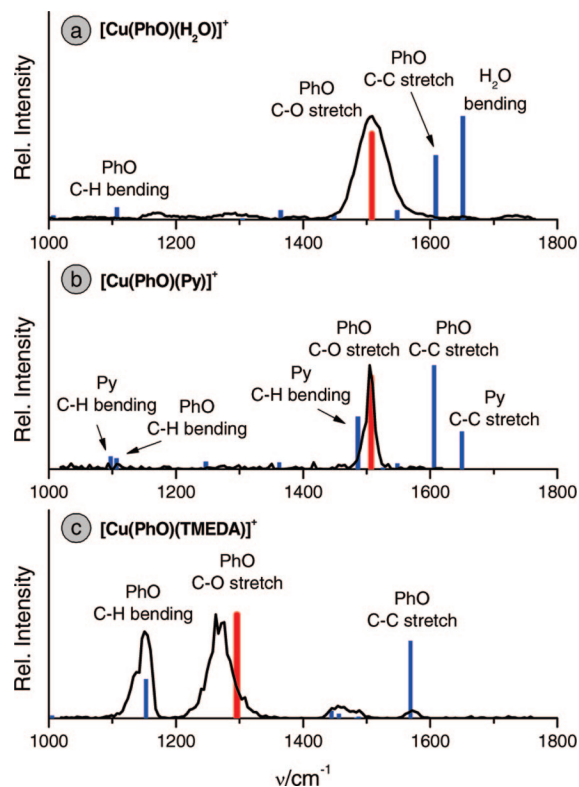 a [Cu(PhO)(H₂O)]⁺
Rel. Intensity
PhO
C-H bending
PhO
C-O stretch
PhO
C-C stretch
H₂O
bending
1000 1200 1400 1600 1800
b [Cu(PhO)(Py)]⁺
Rel. Intensity
Py
C-H bending
PhO
C-H bending
Py
C-H bending
PhO
C-O stretch
PhO
C-C stretch
Py
C-C stretch
1000 1200 1400 1600 1800
c [Cu(PhO)(TMEDA)]⁺
Rel. Intensity
PhO
C-H bending
PhO
C-O stretch
PhO
C-C stretch
1000 1200 1400 1600 1800
ν/cm⁻¹